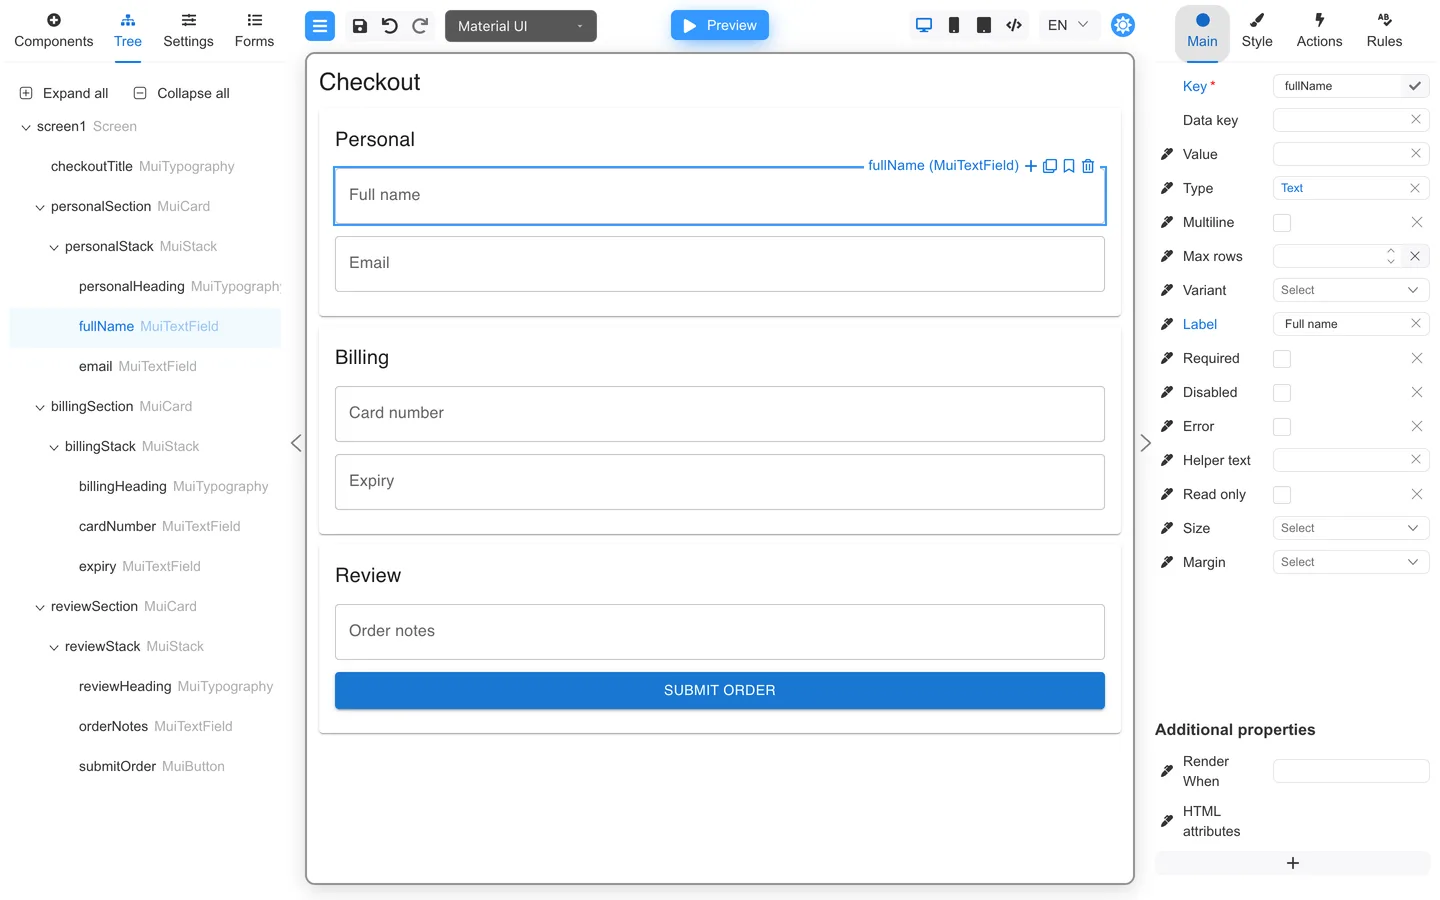 Components
Tree
Settings
Forms
Material UI
Preview
EN
Main
Style
Actions
Rules
Expand all
Collapse all
screen1 Screen
checkoutTitle MuiTypography
personalSection MuiCard
personalStack MuiStack
personalHeading MuiTypography
fullName MuiTextField
email MuiTextField
billingSection MuiCard
billingStack MuiStack
billingHeading MuiTypography
cardNumber MuiTextField
expiry MuiTextField
reviewSection MuiCard
reviewStack MuiStack
reviewHeading MuiTypography
orderNotes MuiTextField
submitOrder MuiButton
Checkout
Personal
fullName (MuiTextField)
Full name
Email
Billing
Card number
Expiry
Review
Order notes
SUBMIT ORDER
Key * fullName
Data key
Value
Type Text
Multiline
Max rows
Variant Select
Label Full name
Required
Disabled
Error
Helper text
Read only
Size Select
Margin Select
Additional properties
Render
When
HTML
attributes